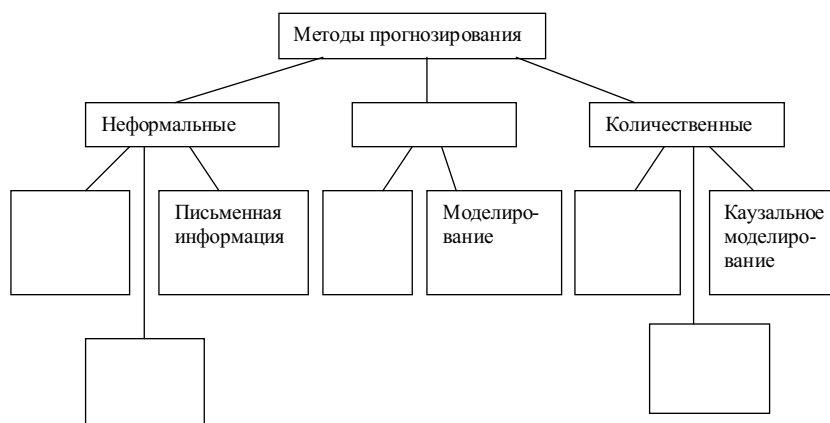 Методы прогнозирования
Неформальные
Количественные
Письменная
информация
Моделиро-
вание
Каузальное
моделиро-
вание